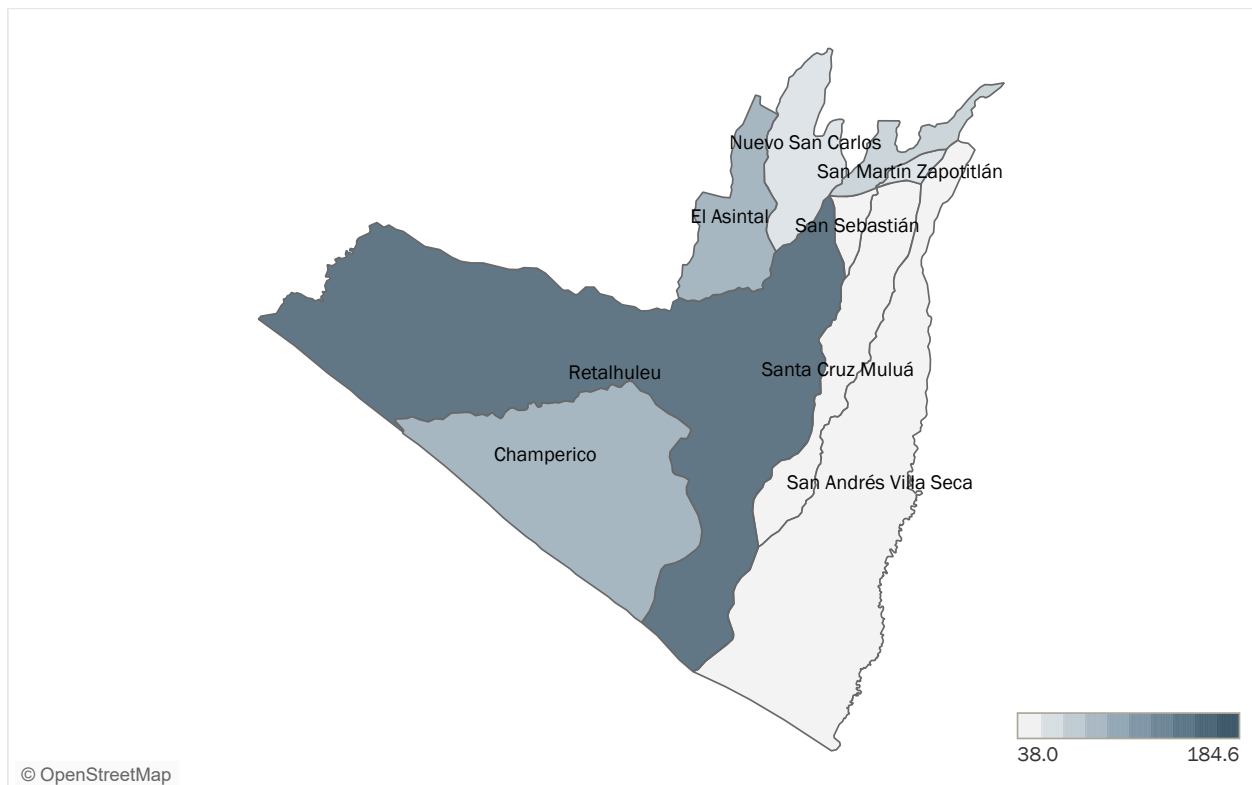 Nuevo San Carlos
San Martín Zapotitlán
El Asintal
San Sebastián
Santa Cruz Muluá
Retalhuleu
Champerico
San Andrés Villa Seca
38.0
184.6
© OpenStreetMap